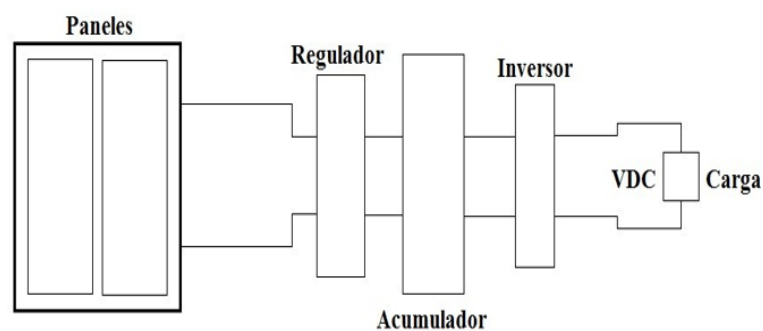 Paneles
Regulador
Inversor
VDC
Carga
Acumulador